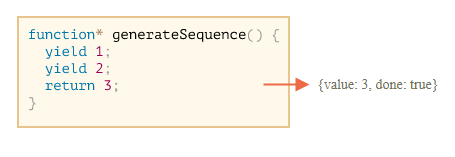 function* generateSequence() {
  yield 1;
  yield 2;
  return 3;
}
{value: 3, done: true}